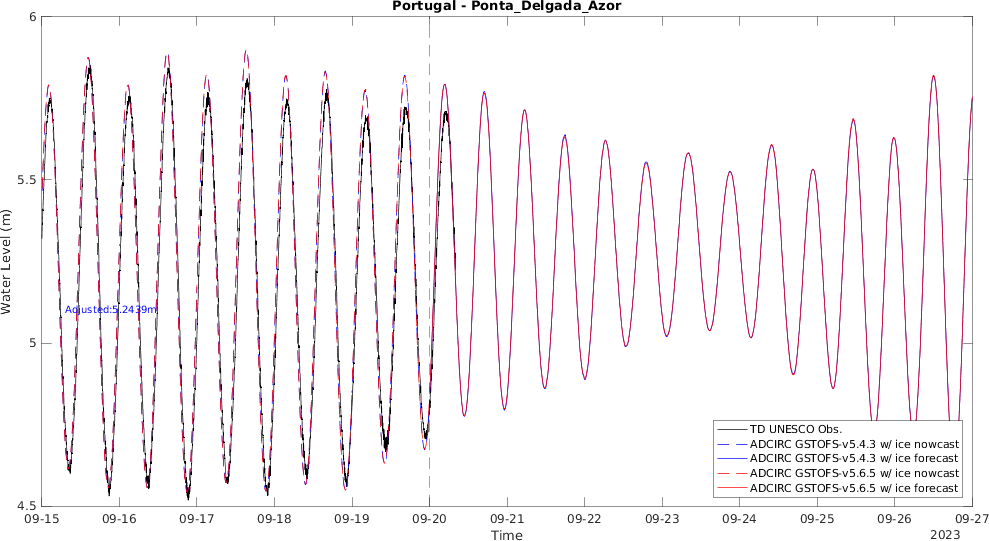 Portugal - Ponta_Delgada_Azor
6
5.5
5
4.5
Water Level (m)
Adjusted:5.2439m
TD UNESCO Obs.
ADCIRC GSTOFS-v5.4.3 w/ ice nowcast
ADCIRC GSTOFS-v5.4.3 w/ ice forecast
ADCIRC GSTOFS-v5.6.5 w/ ice nowcast
ADCIRC GSTOFS-v5.6.5 w/ ice forecast
09-15 09-16 09-17 09-18 09-19 09-20 09-21 09-22 09-23 09-24 09-25 09-26 09-27
Time
2023